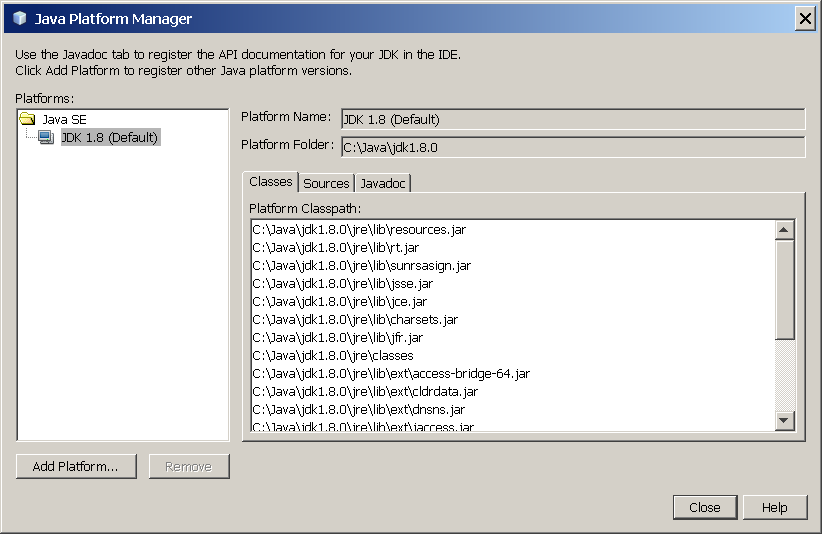 Java Platform Manager
Use the Javadoc tab to register the API documentation for your JDK in the IDE.
Click Add Platform to register other Java platform versions.
Platforms:
Java SE
JDK 1.8 (Default)
Platform Name: JDK 1.8 (Default)
Platform Folder: C:\Java\jdk1.8.0
Classes Sources Javadoc
Platform Classpath:
C:\Java\jdk1.8.0\jre\lib\resources.jar
C:\Java\jdk1.8.0\jre\lib\rt.jar
C:\Java\jdk1.8.0\jre\lib\sunrsasign.jar
C:\Java\jdk1.8.0\jre\lib\jsse.jar
C:\Java\jdk1.8.0\jre\lib\jce.jar
C:\Java\jdk1.8.0\jre\lib\charsets.jar
C:\Java\jdk1.8.0\jre\lib\jfr.jar
C:\Java\jdk1.8.0\jre\classes
C:\Java\jdk1.8.0\jre\lib\ext\access-bridge-64.jar
C:\Java\jdk1.8.0\jre\lib\ext\cldrdata.jar
C:\Java\jdk1.8.0\jre\lib\ext\dnsns.jar
C:\Java\jdk1.8.0\jre\lib\ext\jaccess.jar
Add Platform... Remove
Close Help